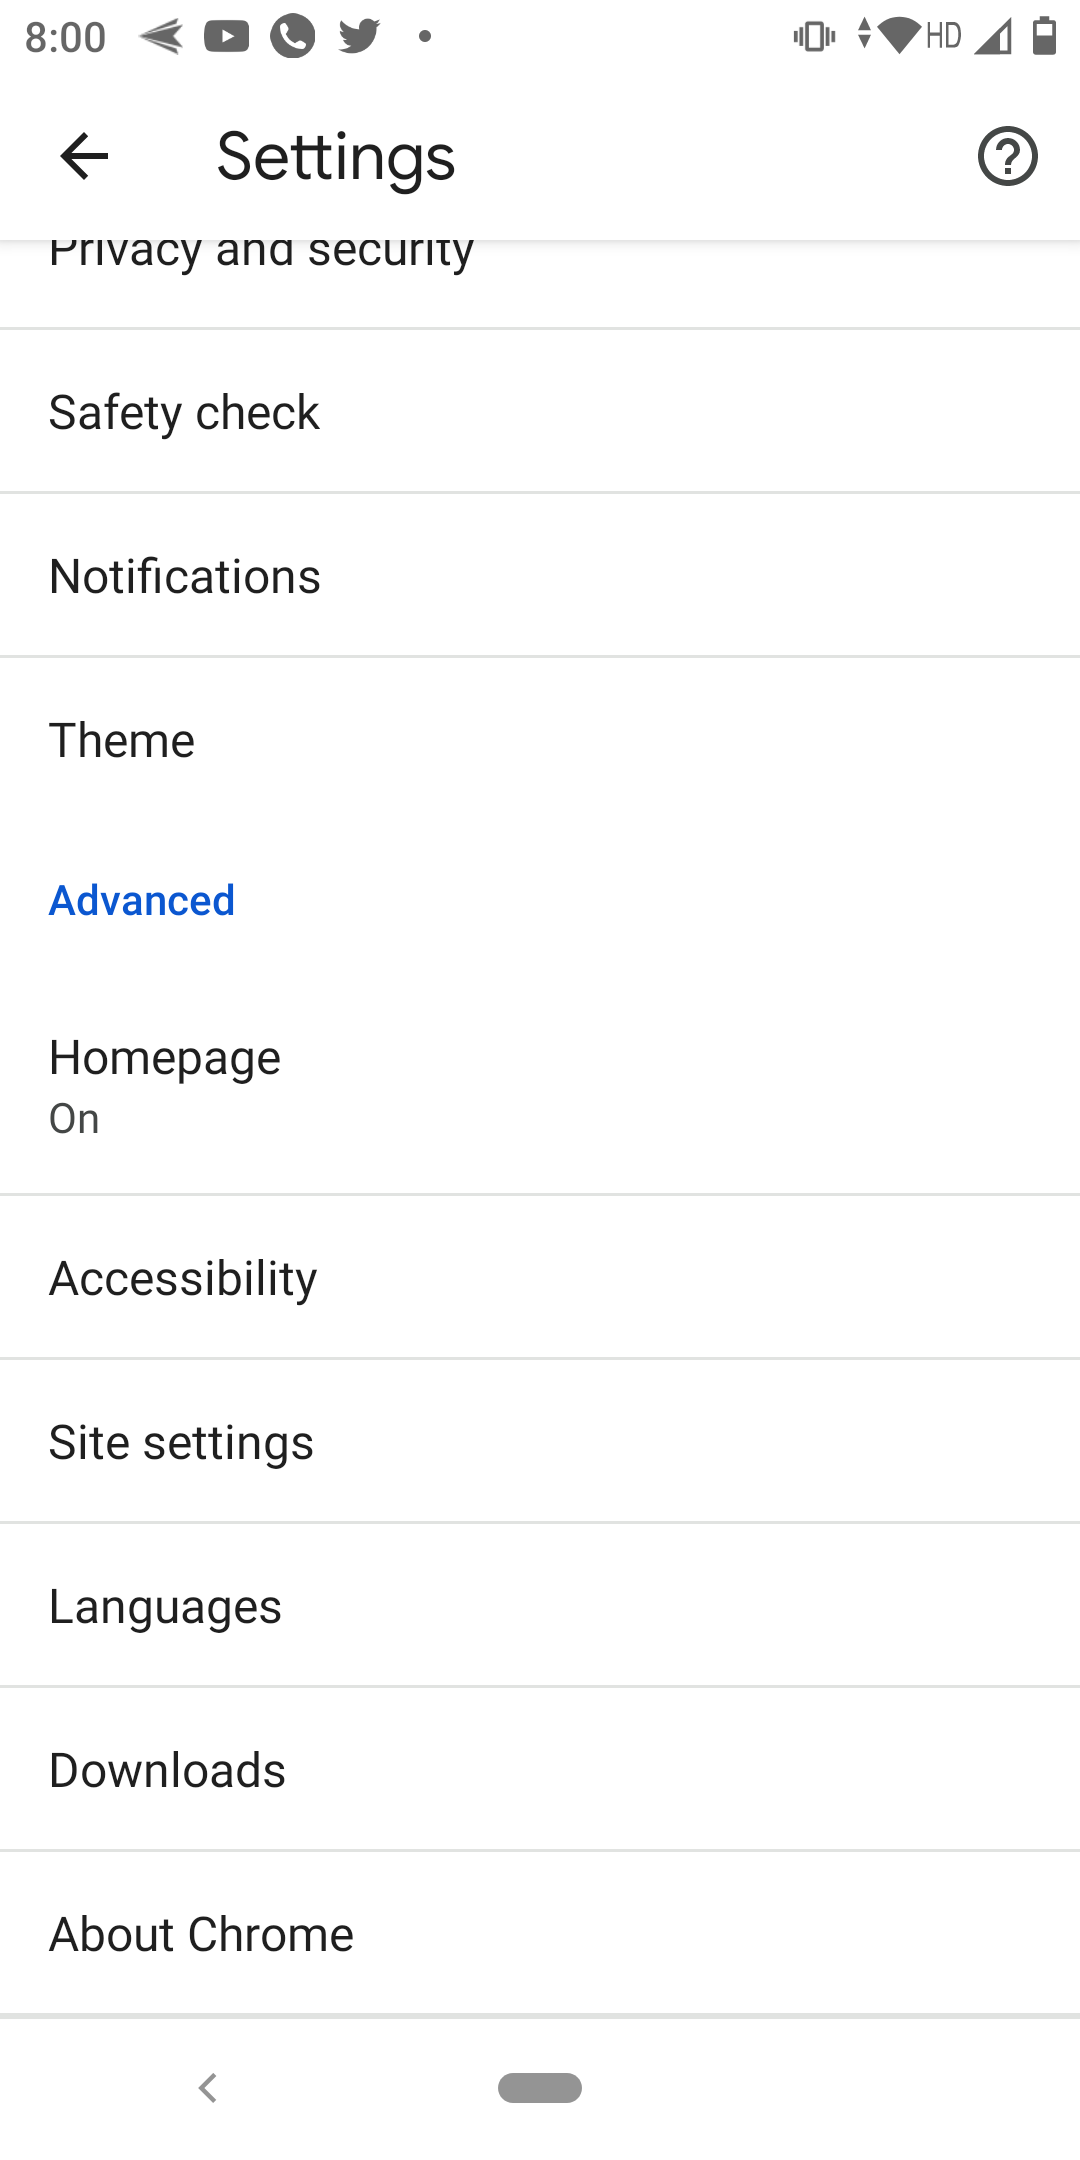 8:00 HD
Settings
Privacy and security
Safety check
Notifications
Theme
Advanced
Homepage
On
Accessibility
Site settings
Languages
Downloads
About Chrome